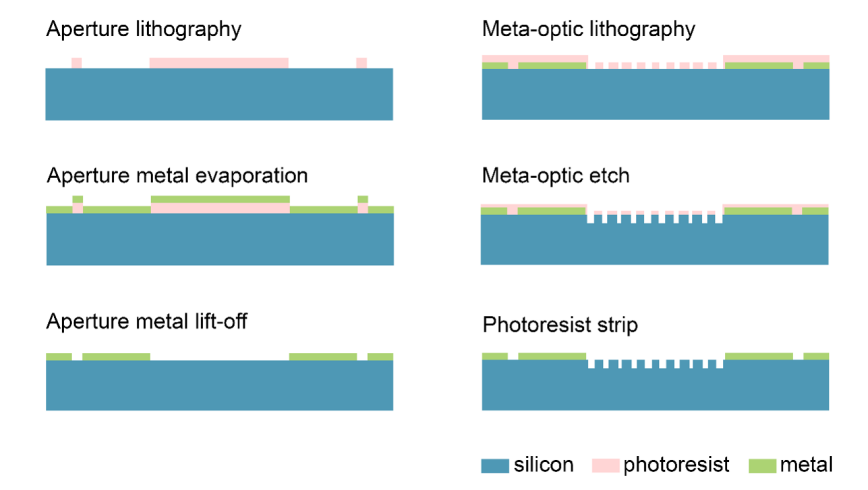 Aperture lithography
Meta-optic lithography
Aperture metal evaporation
Meta-optic etch
Aperture metal lift-off
Photoresist strip
silicon photoresist metal